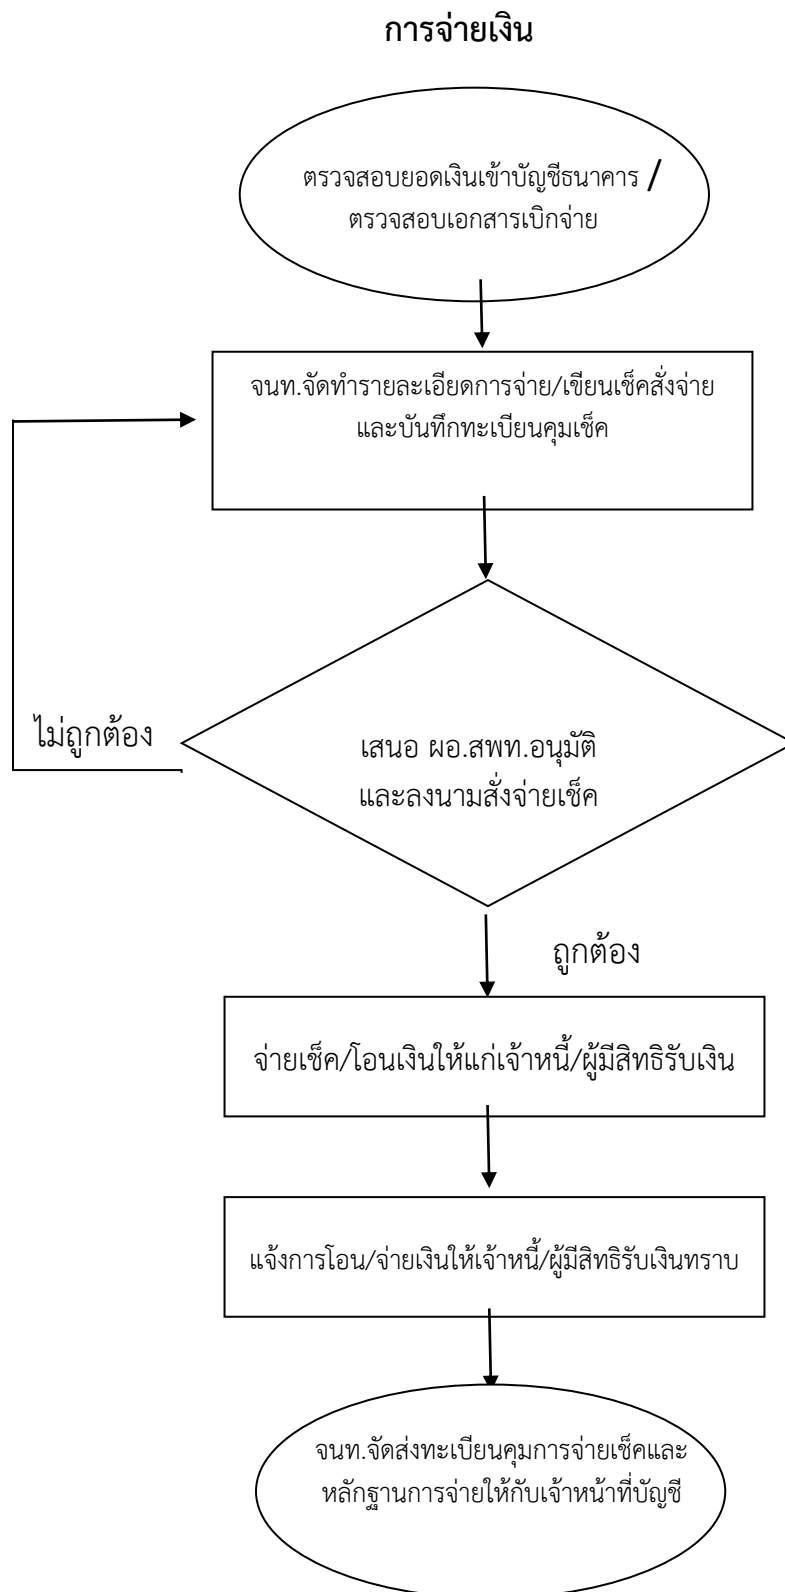 การจ่ายเงิน
ตรวจสอบยอดเงินเข้าบัญชีธนาคาร /
ตรวจสอบเอกสารเบิกจ่าย
จนท.จัดทำรายละเอียดการจ่าย/เขียนเช็คสั่งจ่าย
และบันทึกทะเบียนคุมเช็ค
ไม่ถูกต้อง
เสนอ ผอ.สพท.อนุมัติ
และลงนามสั่งจ่ายเช็ค
ถูกต้อง
จ่ายเช็ค/โอนเงินให้แก่เจ้าหนี้/ผู้มีสิทธิรับเงิน
แจ้งการโอน/จ่ายเงินให้เจ้าหนี้/ผู้มีสิทธิรับเงินทราบ
จนท.จัดส่งทะเบียนคุมการจ่ายเช็คและ
หลักฐานการจ่ายให้กับเจ้าหน้าที่บัญชี